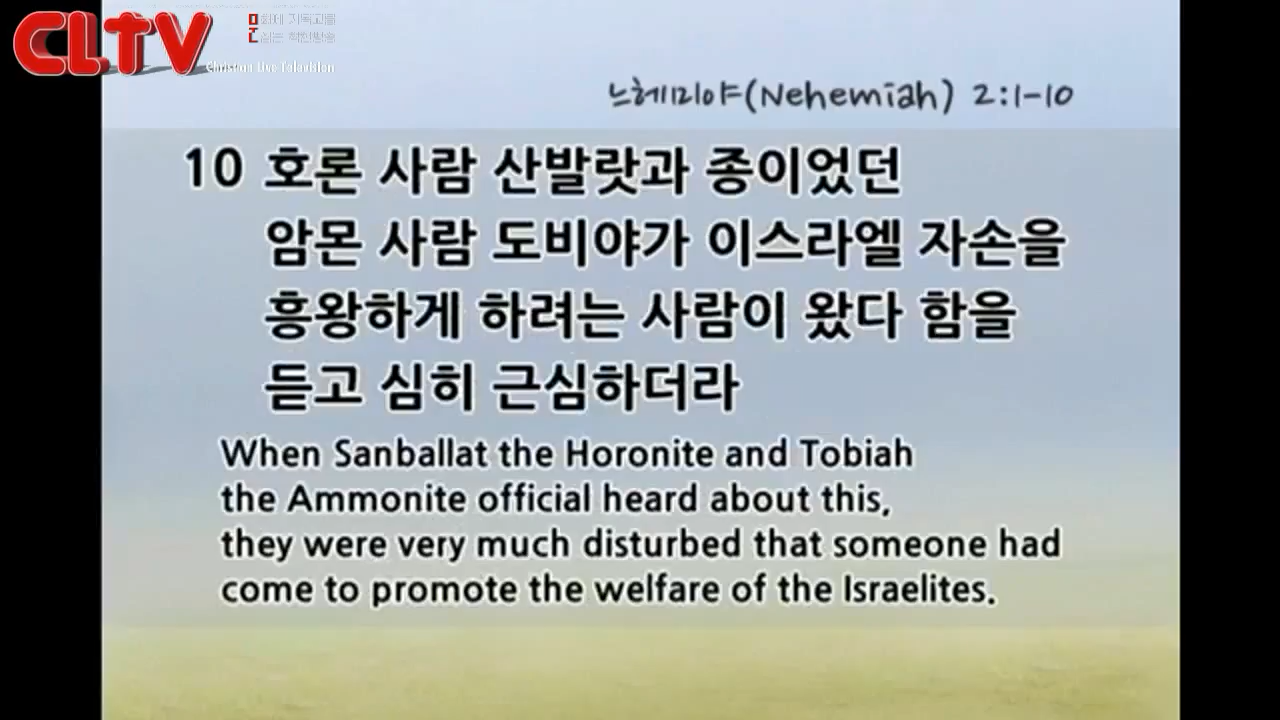 CLTV
Christian Live Television
느헤미야(Nehemiah) 2:1-10
10 호론 사람 산발랏과 종이었던
암몬 사람 도비야가 이스라엘 자손을
흥왕하게 하려는 사람이 왔다 함을
듣고 심히 근심하더라
When Sanballat the Horonite and Tobiah
the Ammonite official heard about this,
they were very much disturbed that someone had
come to promote the welfare of the Israelites.